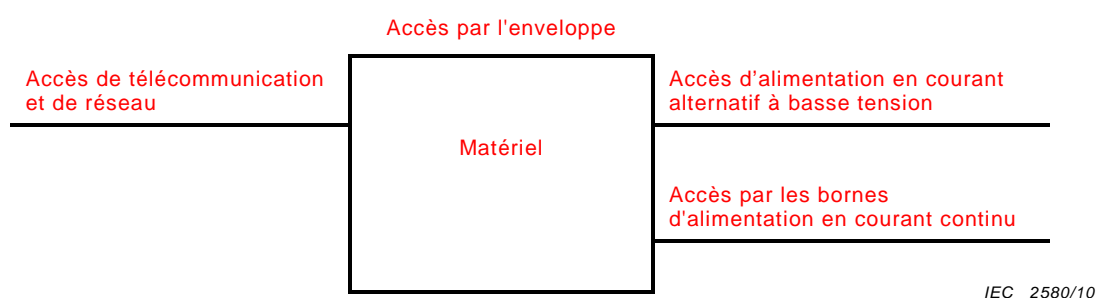 Accès par l'enveloppe
Accès de télécommunication
et de réseau
Accès d'alimentation en courant
alternatif à basse tension
Matériel
Accès par les bornes
d'alimentation en courant continu
IEC 2580/10